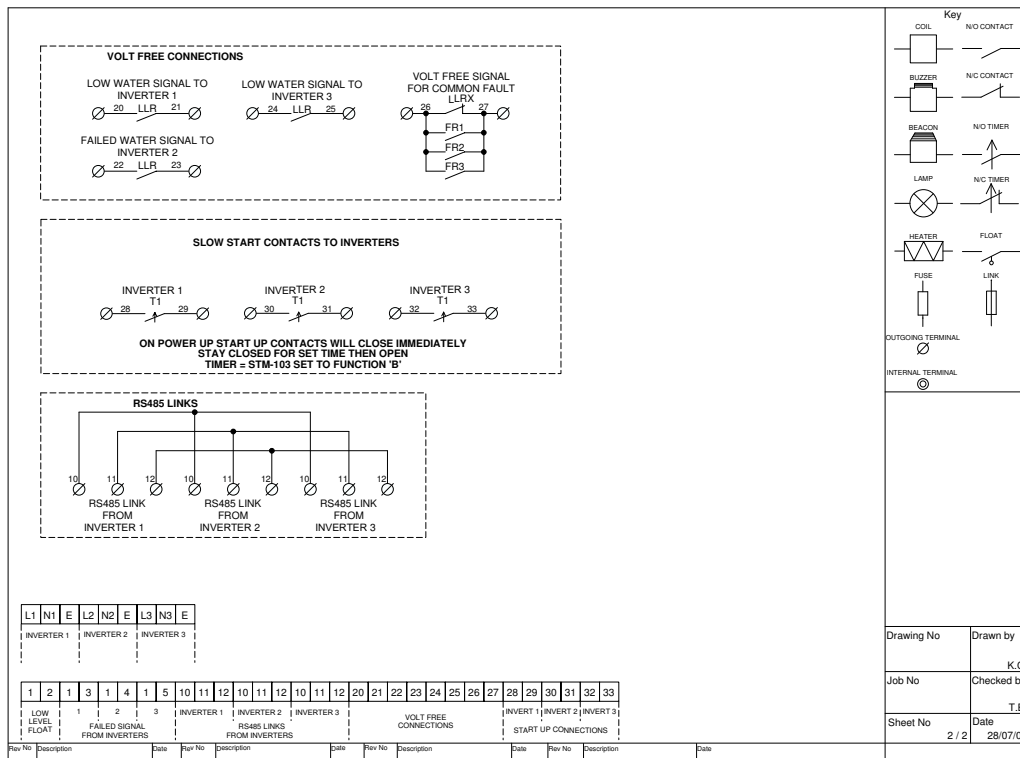 VOLT FREE CONNECTIONS
LOW WATER SIGNAL TO
INVERTER 1
20 LLR 21
LOW WATER SIGNAL TO
INVERTER 3
24 LLR 25
VOLT FREE SIGNAL
FOR COMMON FAULT
LLRX
26 27
FR1
FR2
FR3
FAILED WATER SIGNAL TO
INVERTER 2
22 LLR 23
SLOW START CONTACTS TO INVERTERS
INVERTER 1
T1
28 29
INVERTER 2
T1
30 31
INVERTER 3
T1
32 33
ON POWER UP START UP CONTACTS WILL CLOSE IMMEDIATELY
STAY CLOSED FOR SET TIME THEN OPEN
TIMER = STM-103 SET TO FUNCTION 'B'
RS485 LINKS
10 11 12 10 11 12 10 11 12
RS485 LINK
FROM
INVERTER 1
RS485 LINK
FROM
INVERTER 2
RS485 LINK
FROM
INVERTER 3
L1 N1 E L2 N2 E L3 N3 E
INVERTER 1 INVERTER 2 INVERTER 3
1 2 1 3 1 4 1 5 10 11 12 10 11 12 10 11 12 20 21 22 23 24 25 26 27 28 29 30 31 32 33
LOW
LEVEL
FLOAT
1 2 3
FAILED SIGNAL
FROM INVERTERS
INVERTER 1 INVERTER 2 INVERTER 3
RS485 LINKS
FROM INVERTERS
VOLT FREE
CONNECTIONS
INVERT 1 INVERT 2 INVERT 3
START UP CONNECTIONS
Rev No Description Date Rev No Description Date Rev No Description Date Rev No Description Date
Key
COIL N/O CONTACT
BUZZER N/C CONTACT
BEACON N/O TIMER
LAMP N/C TIMER
HEATER FLOAT
FUSE LINK
OUTGOING TERMINAL
INTERNAL TERMINAL
Drawing No Drawn by
Job No Checked b
Sheet No Date
2 / 2 28/07/0